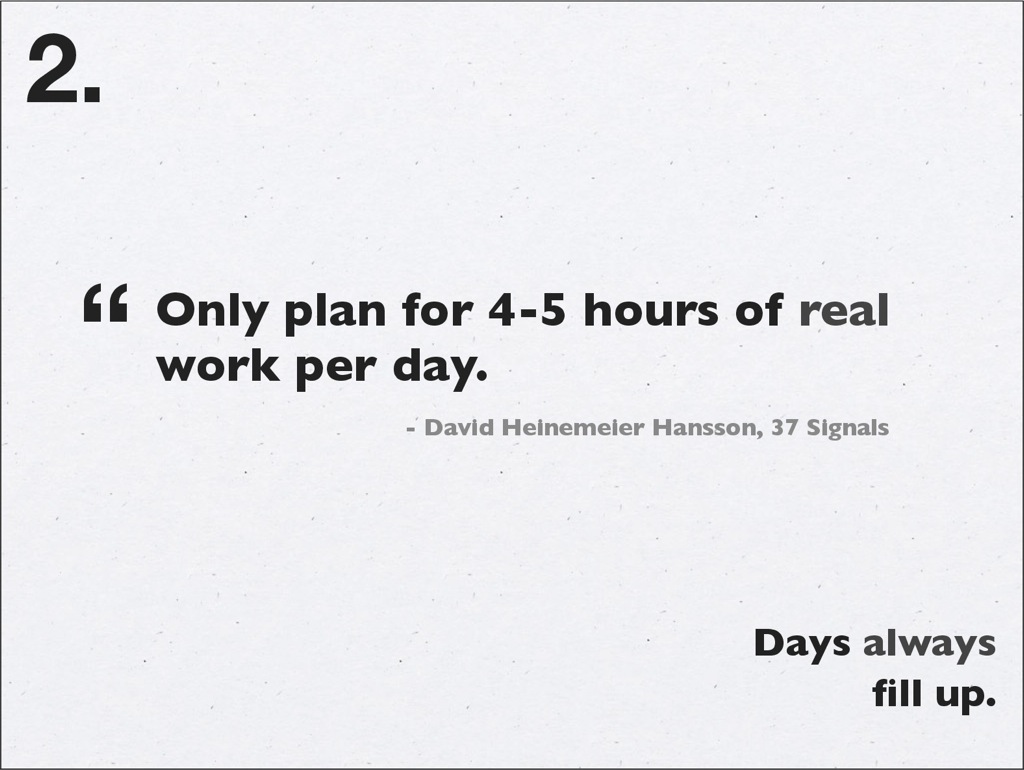 2.
“ Only plan for 4-5 hours of real
work per day.
- David Heinemeier Hansson, 37 Signals
Days always
fill up.